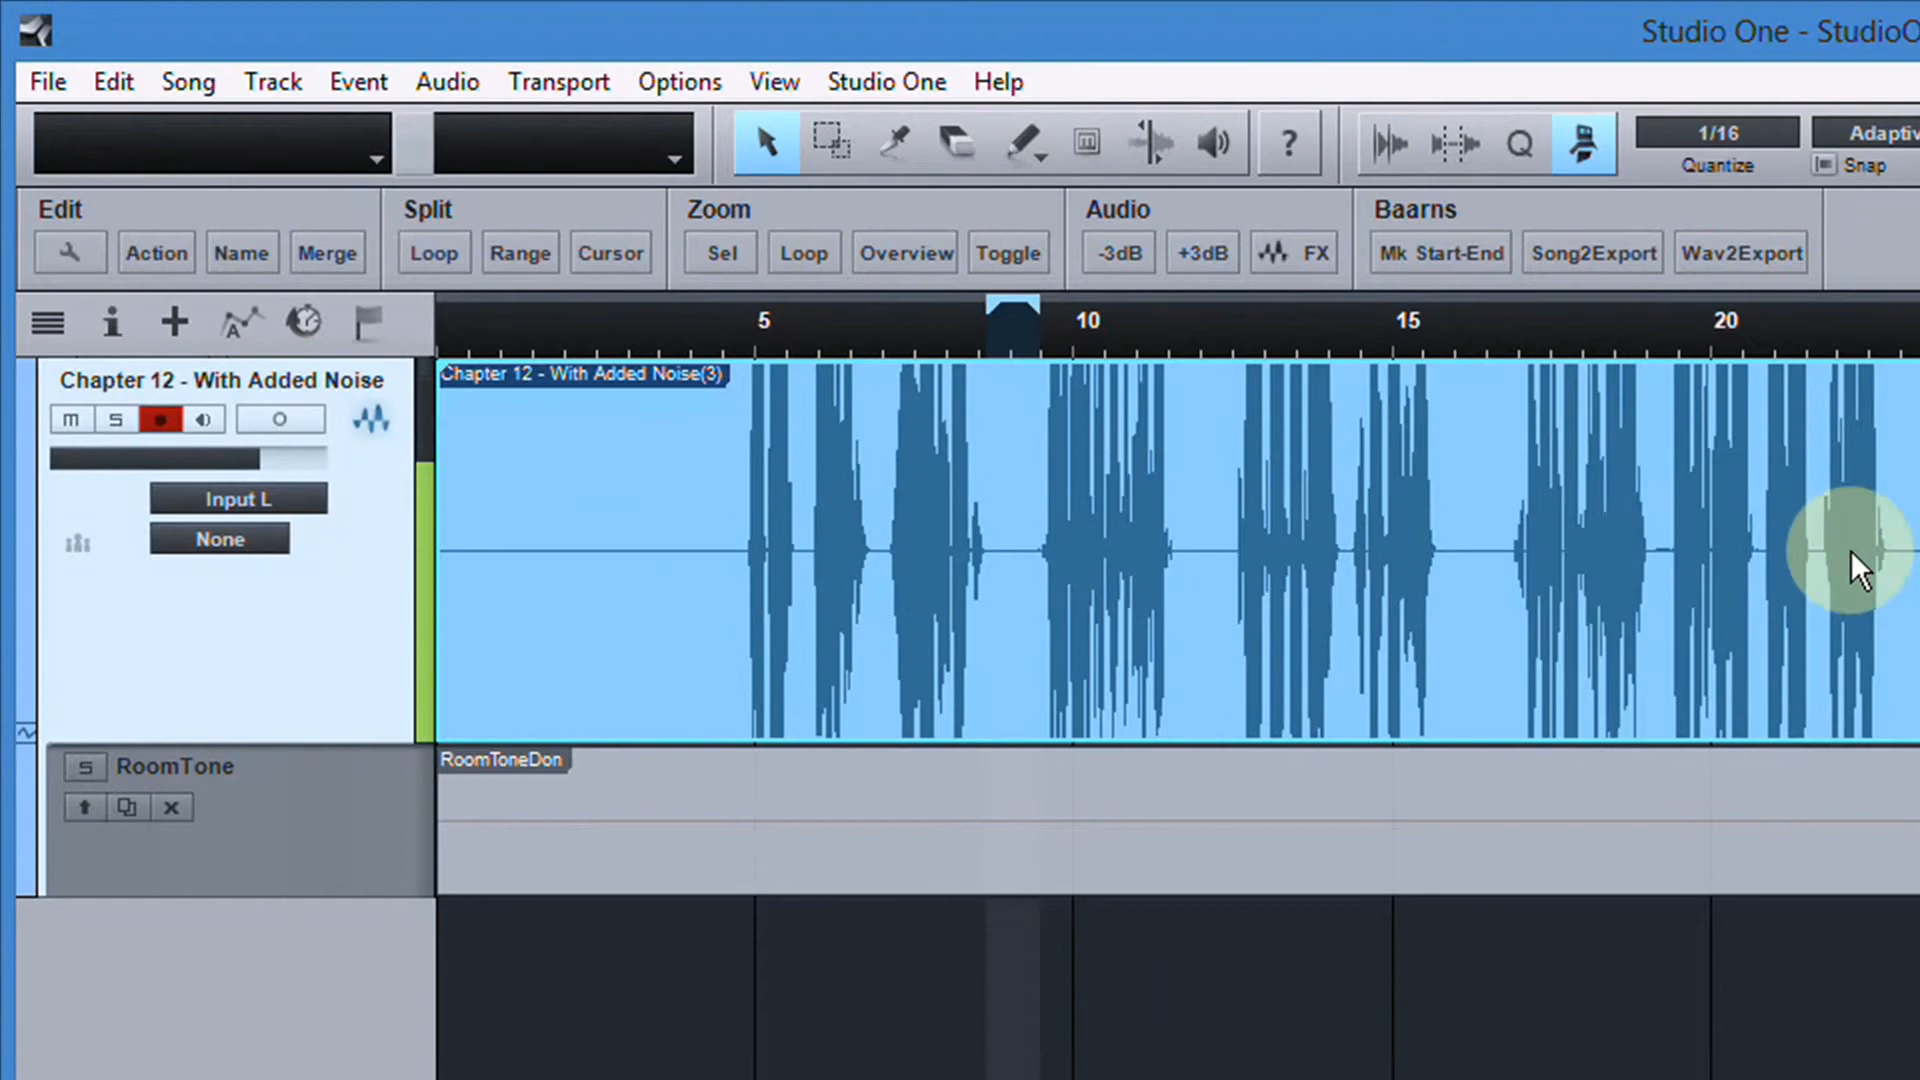 Studio One - StudioO
File Edit Song Track Event Audio Transport Options View Studio One Help
? Q 1/16 Adaptiv
Quantize Snap
Edit Split Zoom Audio Baarns
Action Name Merge Loop Range Cursor Sel Loop Overview Toggle -3dB +3dB FX Mk Start-End Song2Export Wav2Export
5 10 15 20
Chapter 12 - With Added Noise
Chapter 12 - With Added Noise(3)
m S
Input L
None
S RoomTone
RoomToneDon